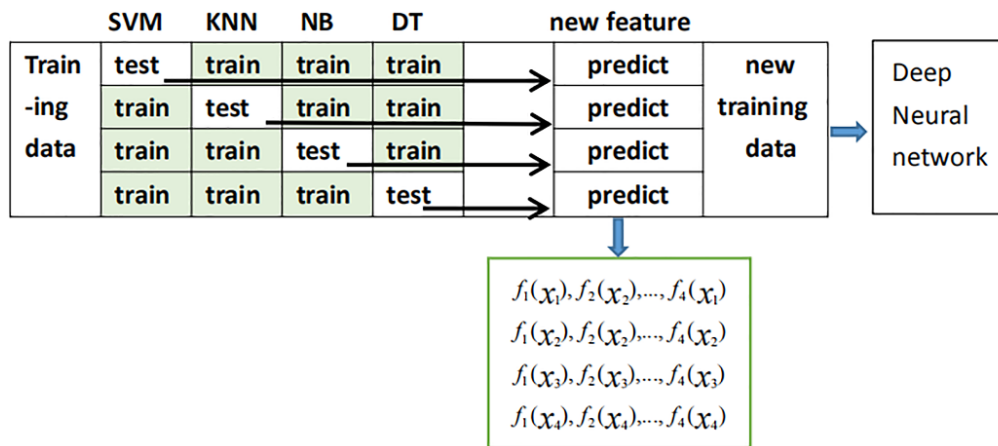 SVM KNN NB DT new feature
Train test train train train predict new Deep
-ing train test train train predict training Neural
data train train test train predict data network
train train train test predict
f₁(x₁), f₂(x₂),..., f₄(x₁)
f₁(x₂), f₂(x₂),..., f₄(x₂)
f₁(x₃), f₂(x₃),..., f₄(x₃)
f₁(x₄), f₂(x₄),..., f₄(x₄)